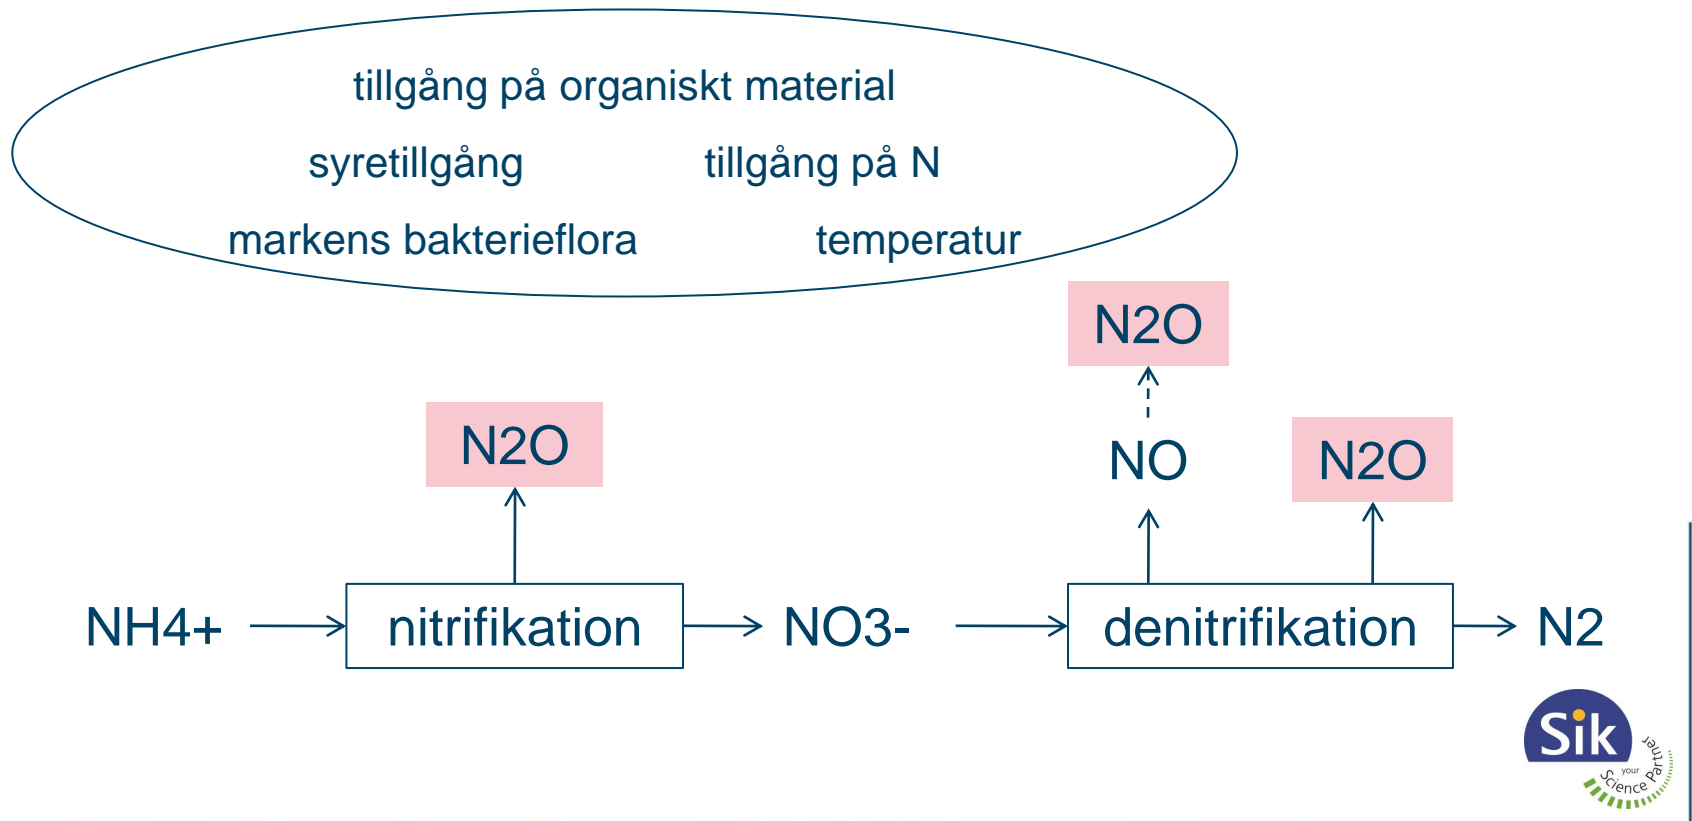 tillgång på organiskt material
syretillgång tillgång på N
markens bakterieflora temperatur
N2O
N2O
NO
N2O
NH4+ nitrifikation NO3- denitrifikation N2
Sik
your
Science Partner